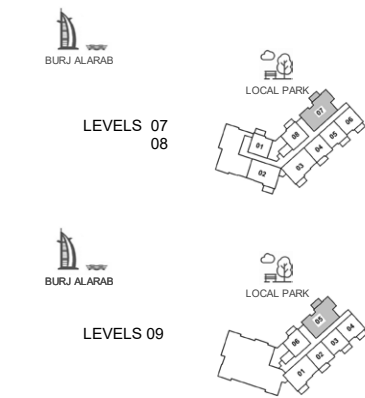 BURJ ALARAB
LOCAL PARK
LEVELS 07
08
07
06
08
05
01
04
03
02
BURJ ALARAB
LOCAL PARK
LEVELS 09
05
04
06
03
02
01